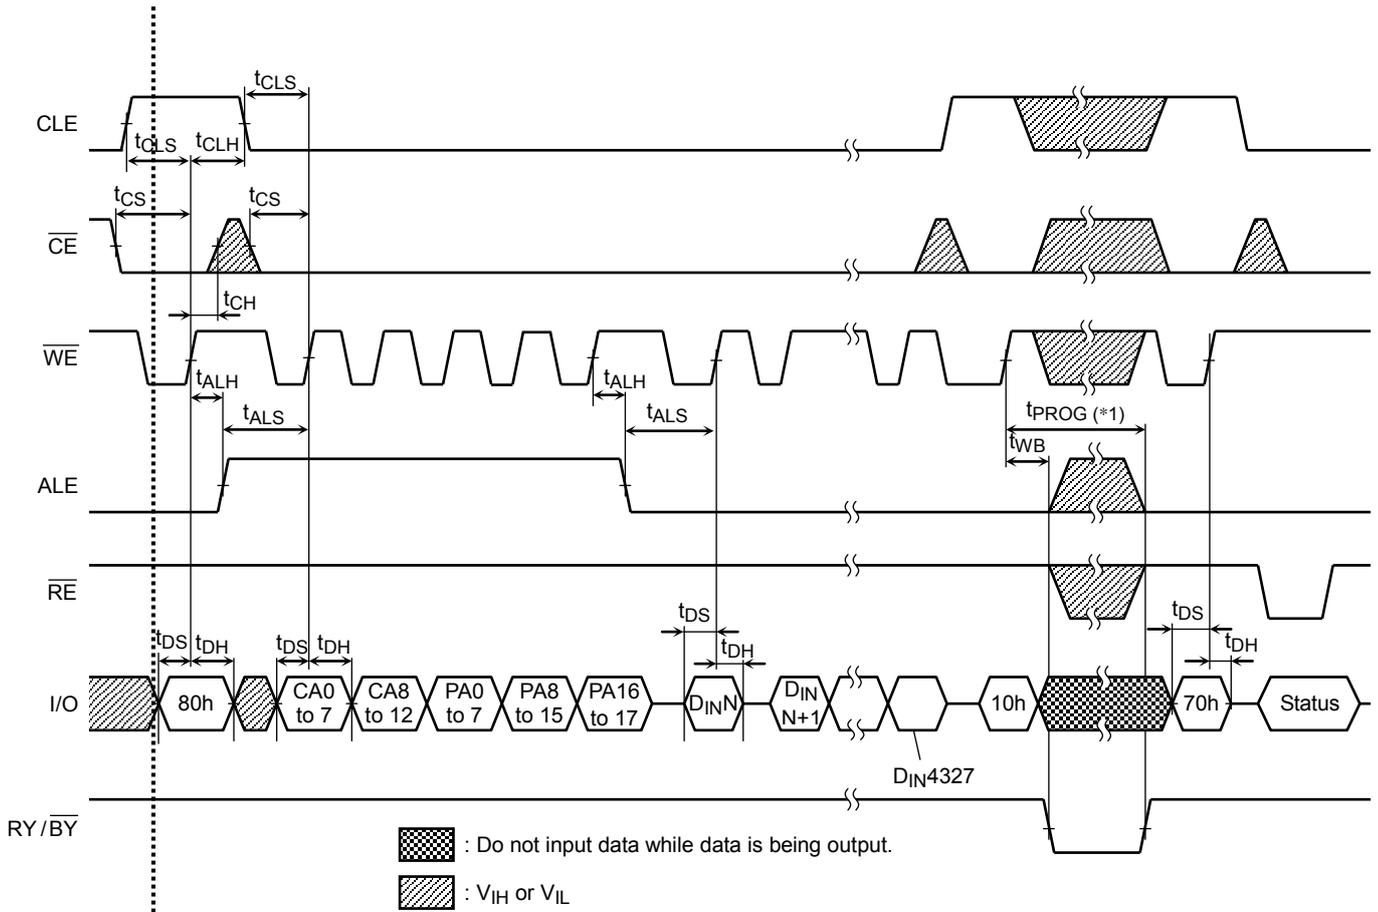 tCLS
CLE
tCLS tCLH
tCS tCS
CE
tCH
WE
tALH tALH
tALS tALS tPROG (*1)
tWB
ALE
RE
tDS tDS
tDS tDH tDS tDH tDH tDH
I/O 80h CA0 to 7 CA8 to 12 PA0 to 7 PA8 to 15 PA16 to 17 DINN DIN N+1 10h 70h Status
DIN4327
RY/BY
: Do not input data while data is being output.
: VIH or VIL